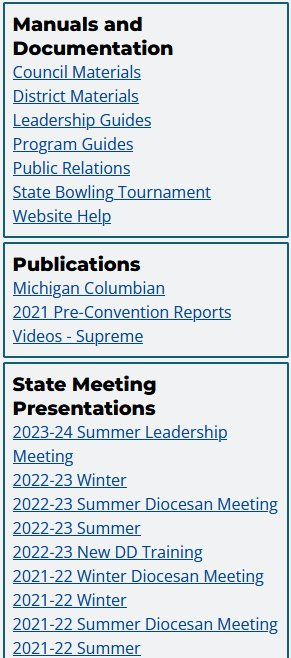 Manuals and
Documentation
Council Materials
District Materials
Leadership Guides
Program Guides
Public Relations
State Bowling Tournament
Website Help
Publications
Michigan Columbian
2021 Pre-Convention Reports
Videos - Supreme
State Meeting
Presentations
2023-24 Summer Leadership
Meeting
2022-23 Winter
2022-23 Summer Diocesan Meeting
2022-23 Summer
2022-23 New DD Training
2021-22 Winter Diocesan Meeting
2021-22 Winter
2021-22 Summer Diocesan Meeting
2021-22 Summer